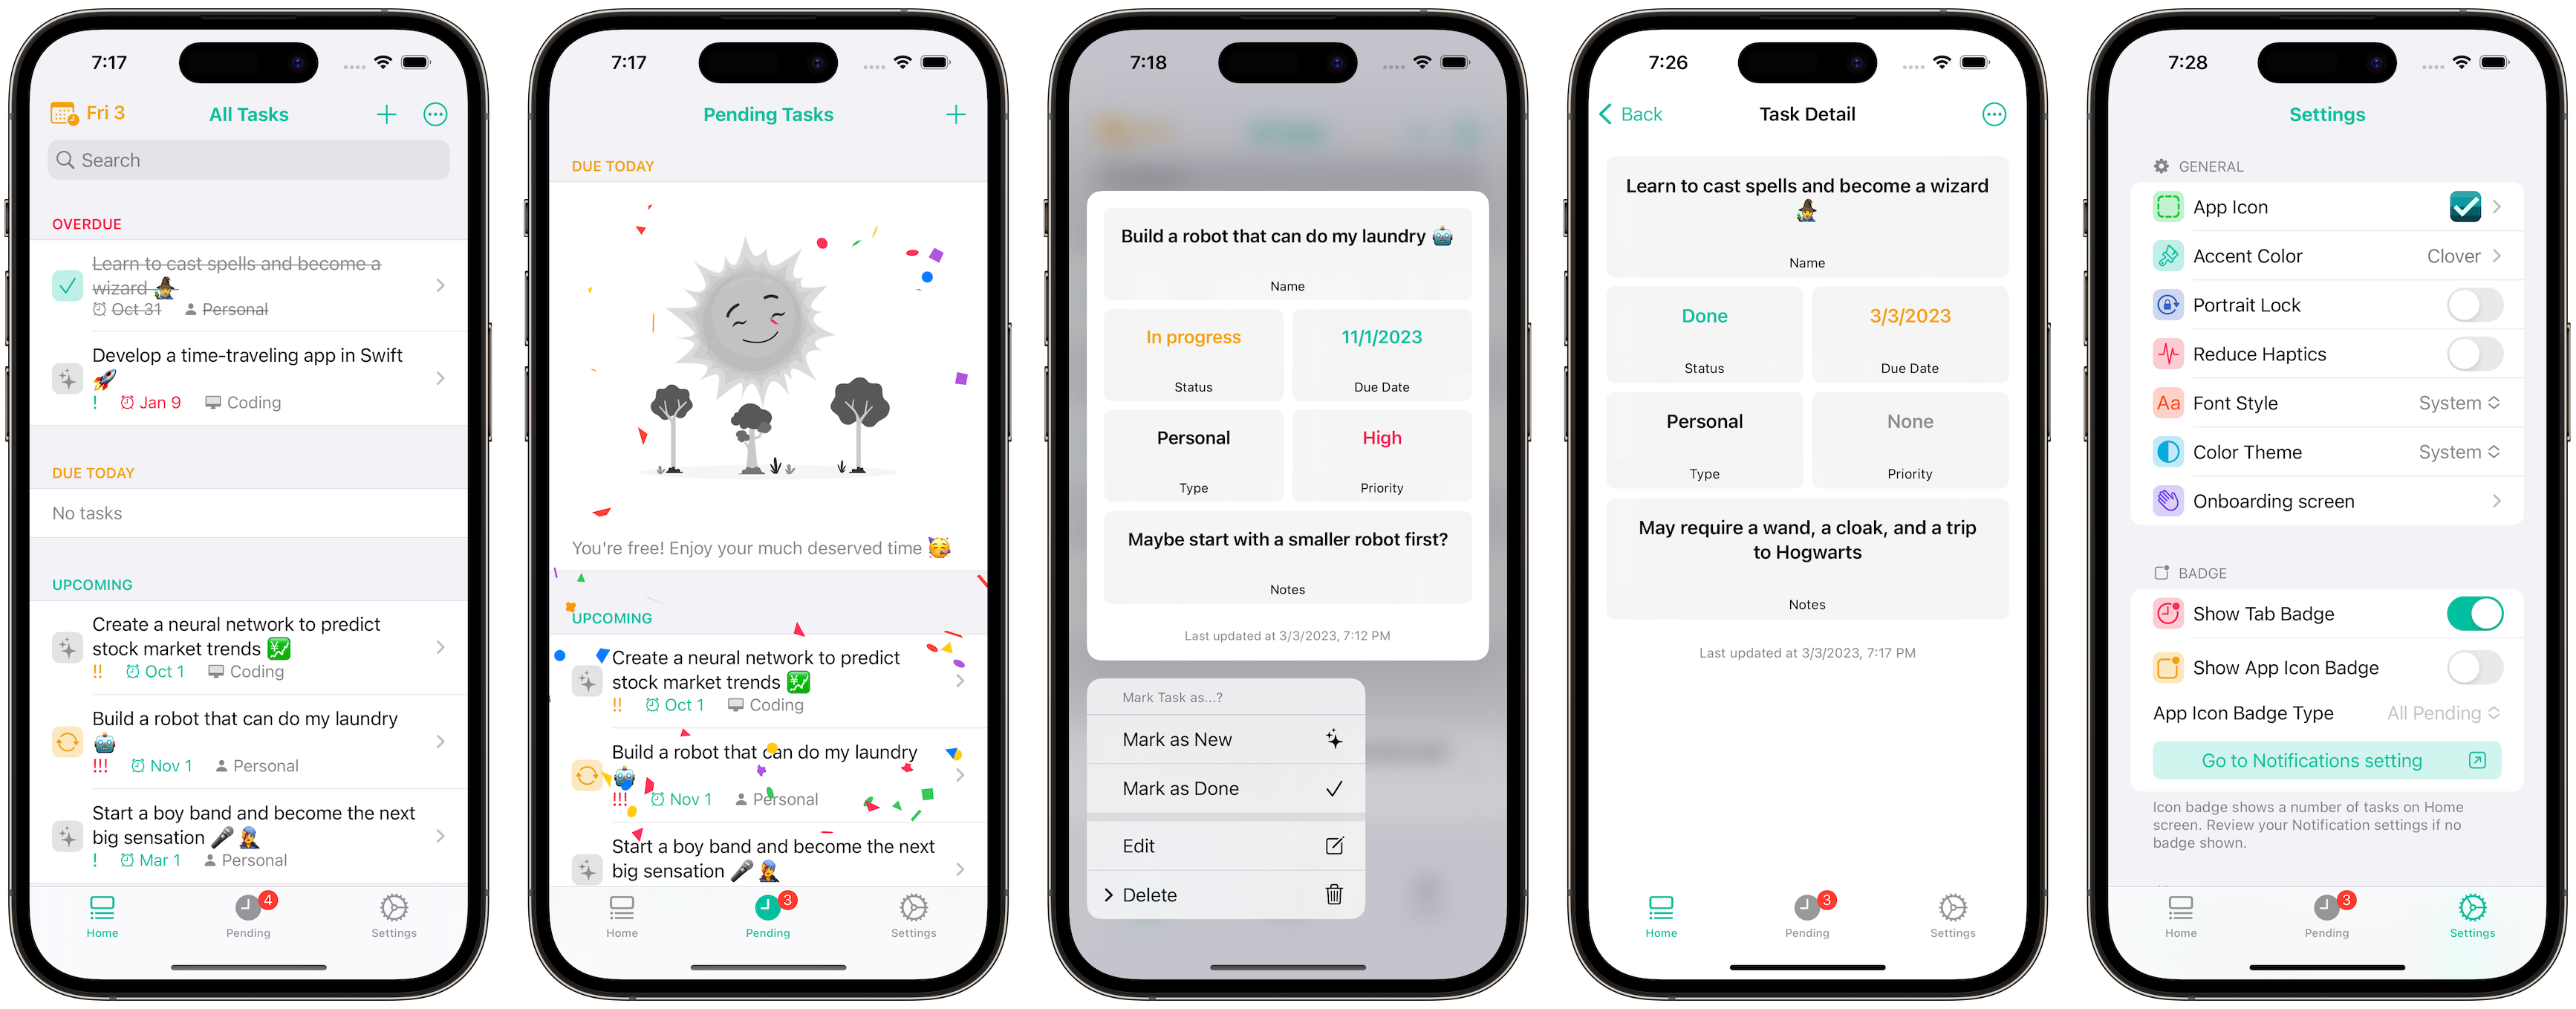 7:17
Fri 3
All Tasks
Search
OVERDUE
Learn to cast spells and become a
wizard 🧙‍♂️
Oct 31 Personal
Develop a time-traveling app in Swift
🚀
! Jan 9 Coding
DUE TODAY
No tasks
UPCOMING
Create a neural network to predict
stock market trends 💹
!! Oct 1 Coding
Build a robot that can do my laundry
🤖
!!! Nov 1 Personal
Start a boy band and become the next
big sensation 🎤 👩‍🎤
! Mar 1 Personal
4
Home Pending Settings
7:17
Pending Tasks
DUE TODAY
You're free! Enjoy your much deserved time 🥳
UPCOMING
Create a neural network to predict
stock market trends 💹
!! Oct 1 Coding
Build a robot that can do my laundry
🤖
!!! Nov 1 Personal
Start a boy band and become the next
big sensation 🎤 👩‍🎤
3
Home Pending Settings
7:18
Build a robot that can do my laundry 🤖
Name
In progress 11/1/2023
Status Due Date
Personal High
Type Priority
Maybe start with a smaller robot first?
Notes
Last updated at 3/3/2023, 7:12 PM
Mark Task as...?
Mark as New
Mark as Done
Edit
Delete
7:26
Back Task Detail
Learn to cast spells and become a wizard
🧙‍♂️
Name
Done 3/3/2023
Status Due Date
Personal None
Type Priority
May require a wand, a cloak, and a trip
to Hogwarts
Notes
Last updated at 3/3/2023, 7:17 PM
3
Home Pending Settings
7:28
Settings
GENERAL
App Icon
Accent Color Clover
Portrait Lock
Reduce Haptics
Aa Font Style System
Color Theme System
Onboarding screen
BADGE
Show Tab Badge
Show App Icon Badge
App Icon Badge Type All Pending
Go to Notifications setting
Icon badge shows a number of tasks on Home
screen. Review your Notification settings if no
badge shown.
3
Home Pending Settings